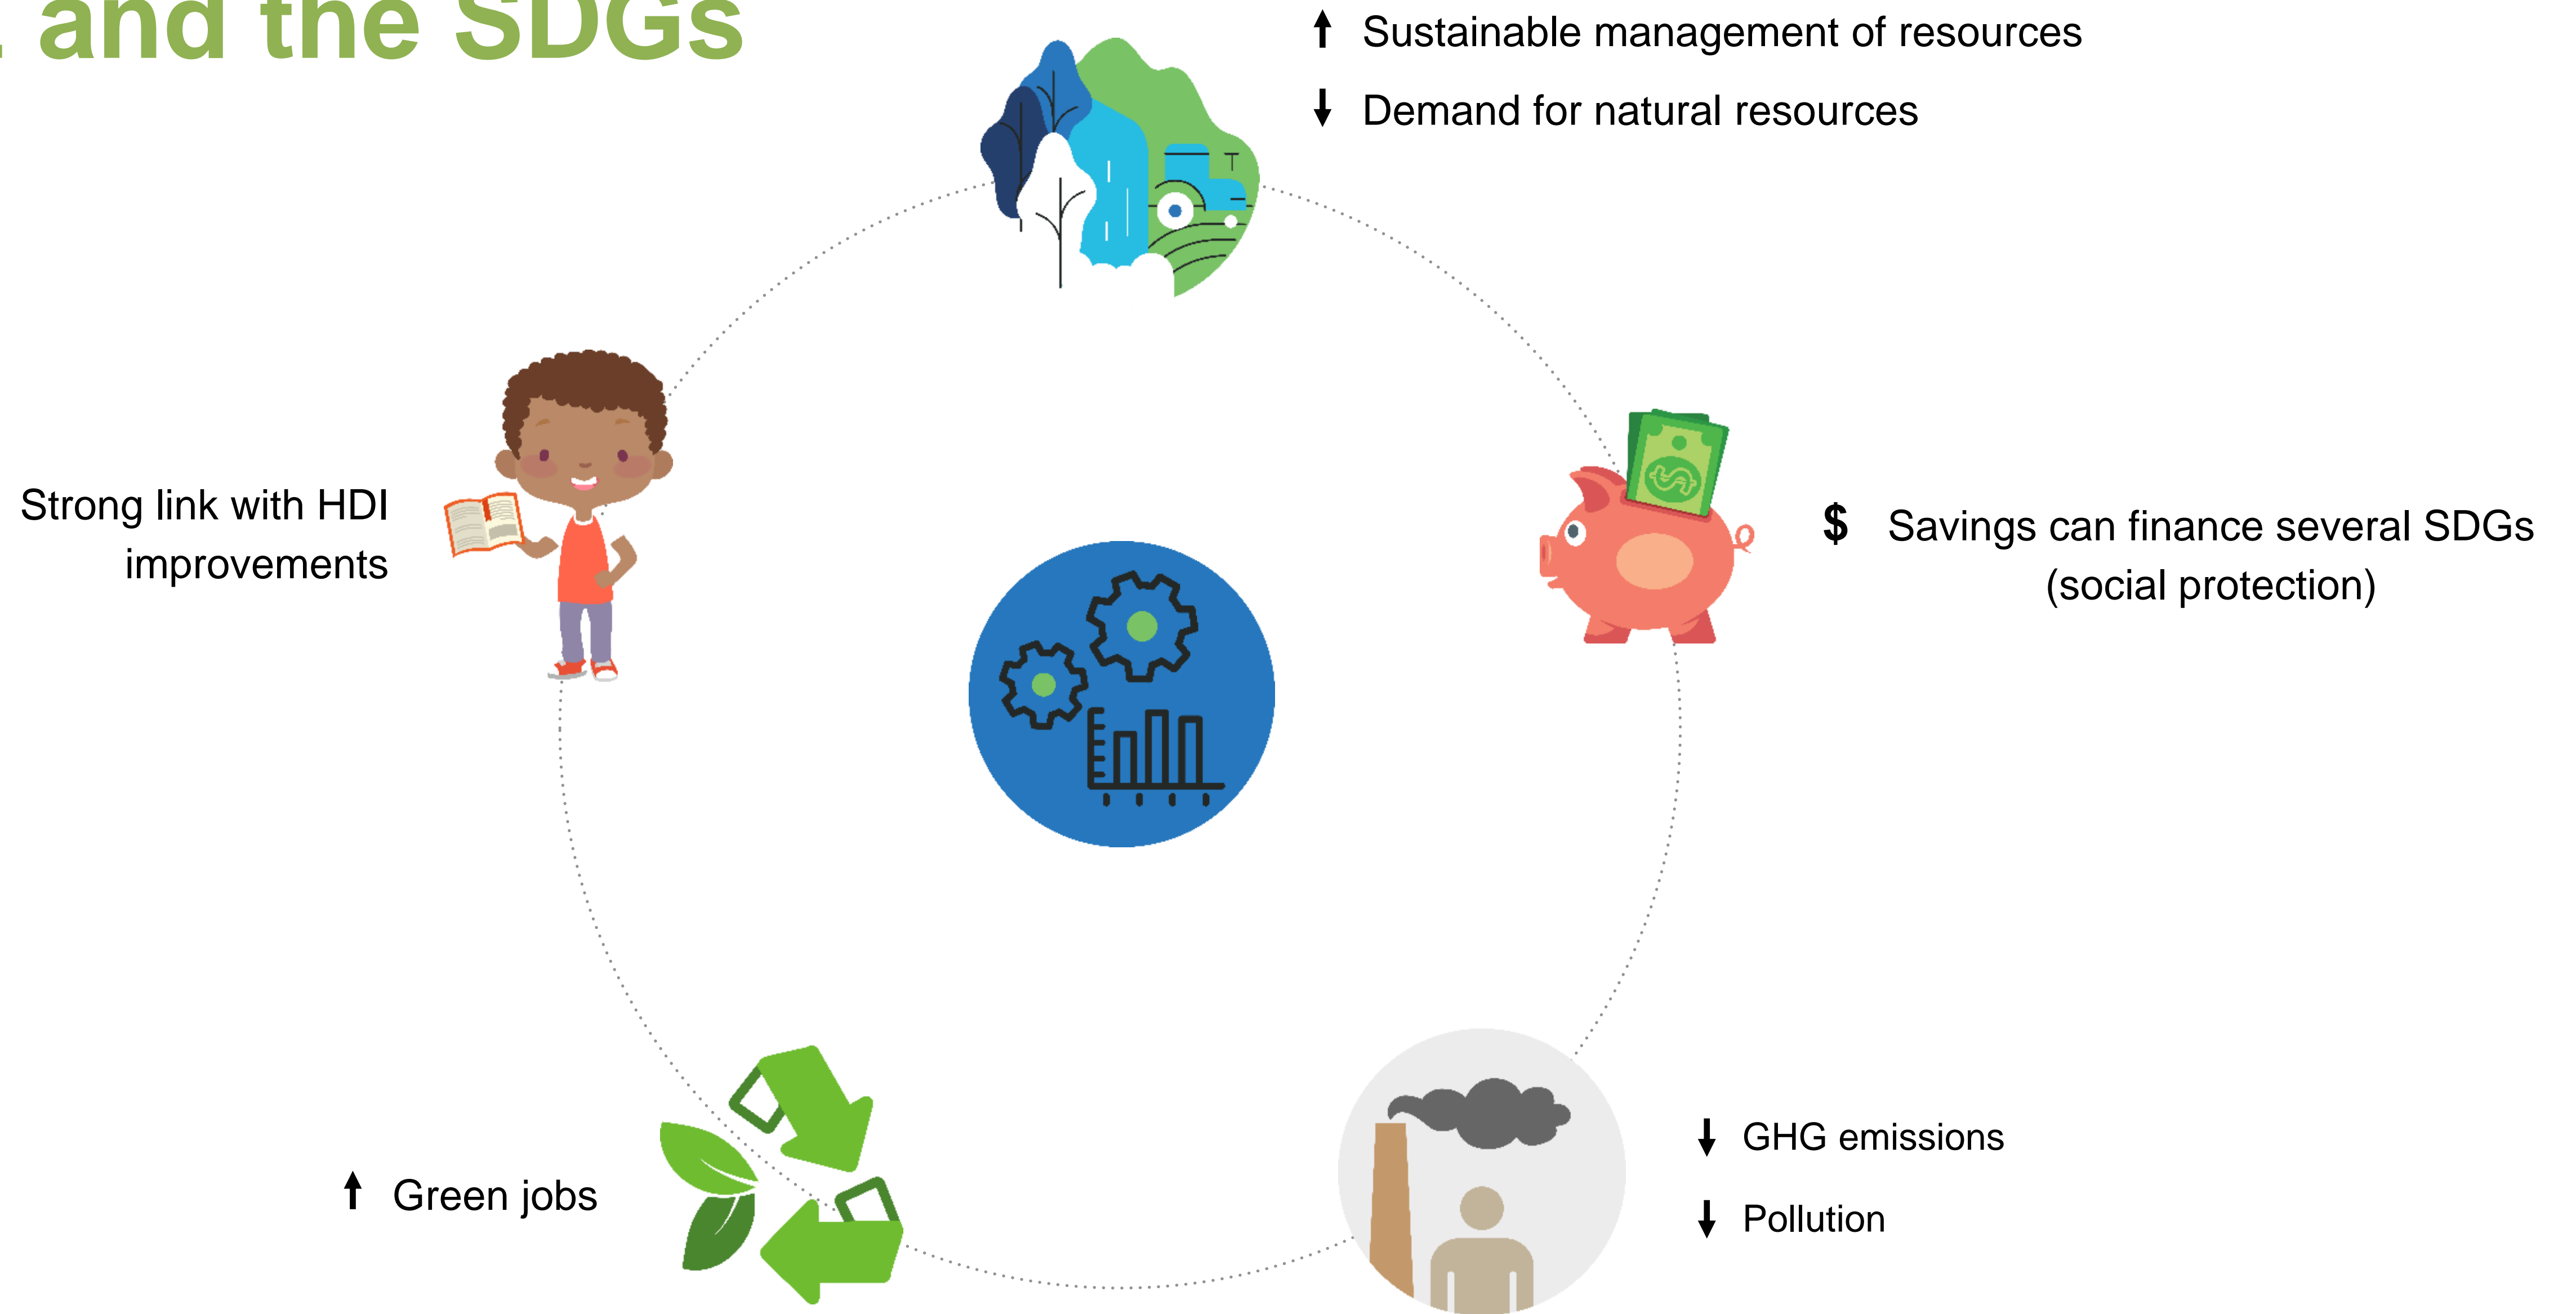 and the SDGs
↑ Sustainable management of resources
↓ Demand for natural resources
Strong link with HDI
improvements
$ Savings can finance several SDGs
(social protection)
↓ GHG emissions
↓ Pollution
↑ Green jobs